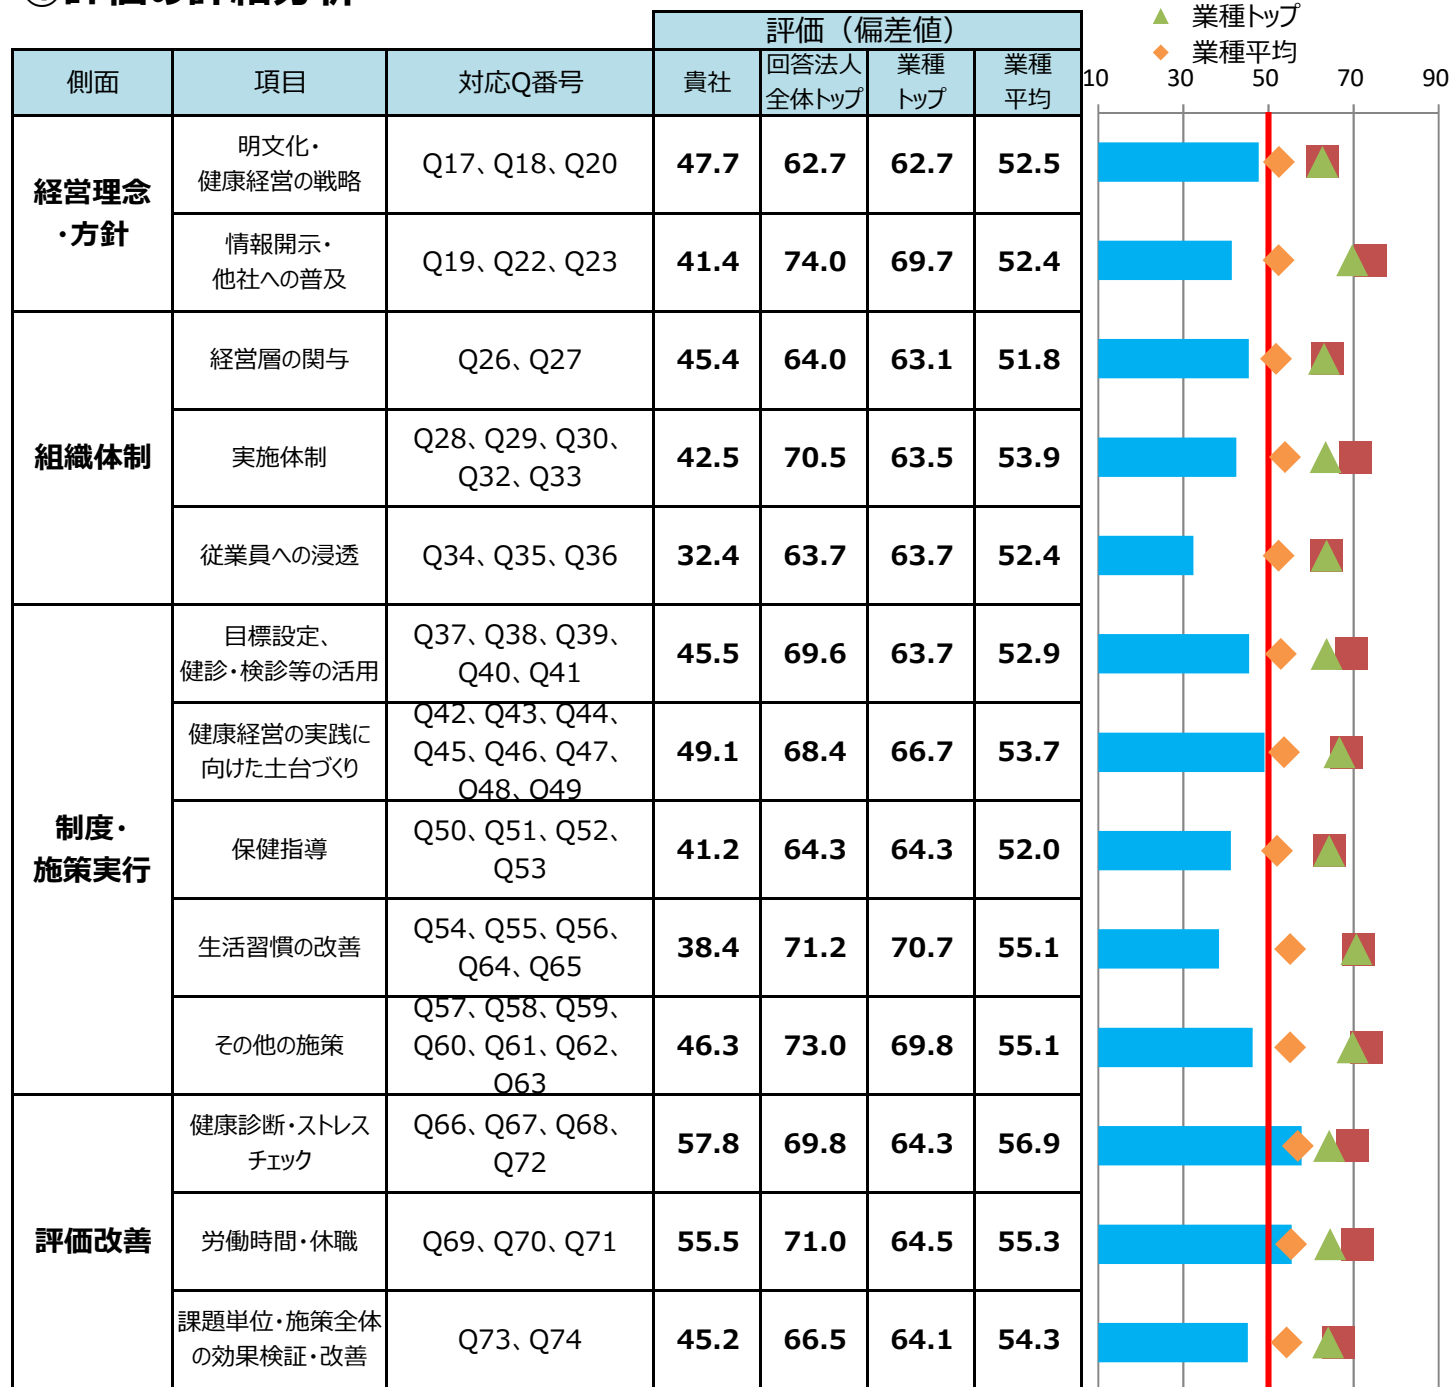 評価の詳細分析
▲ 業種トップ
◆ 業種平均
評価（偏差値）
側面 項目 対応Q番号 貴社 回答法人 業種 業種
全体トップ トップ 平均
10 30 50 70 90
経営理念
・方針
明文化・
健康経営の戦略
Q17、Q18、Q20 47.7 62.7 62.7 52.5
情報開示・
他社への普及
Q19、Q22、Q23 41.4 74.0 69.7 52.4
組織体制
経営層の関与 Q26、Q27 45.4 64.0 63.1 51.8
実施体制
Q28、Q29、Q30、
Q32、Q33
42.5 70.5 63.5 53.9
従業員への浸透 Q34、Q35、Q36 32.4 63.7 63.7 52.4
制度・
施策実行
目標設定、
健診・検診等の活用
Q37、Q38、Q39、
Q40、Q41
45.5 69.6 63.7 52.9
健康経営の実践に
向けた土台づくり
Q42、Q43、Q44、
Q45、Q46、Q47、
Q48、Q49
49.1 68.4 66.7 53.7
保健指導
Q50、Q51、Q52、
Q53
41.2 64.3 64.3 52.0
生活習慣の改善
Q54、Q55、Q56、
Q64、Q65
38.4 71.2 70.7 55.1
その他の施策
Q57、Q58、Q59、
Q60、Q61、Q62、
Q63
46.3 73.0 69.8 55.1
評価改善
健康診断・ストレス
チェック
Q66、Q67、Q68、
Q72
57.8 69.8 64.3 56.9
労働時間・休職 Q69、Q70、Q71 55.5 71.0 64.5 55.3
課題単位・施策全体
の効果検証・改善
Q73、Q74 45.2 66.5 64.1 54.3